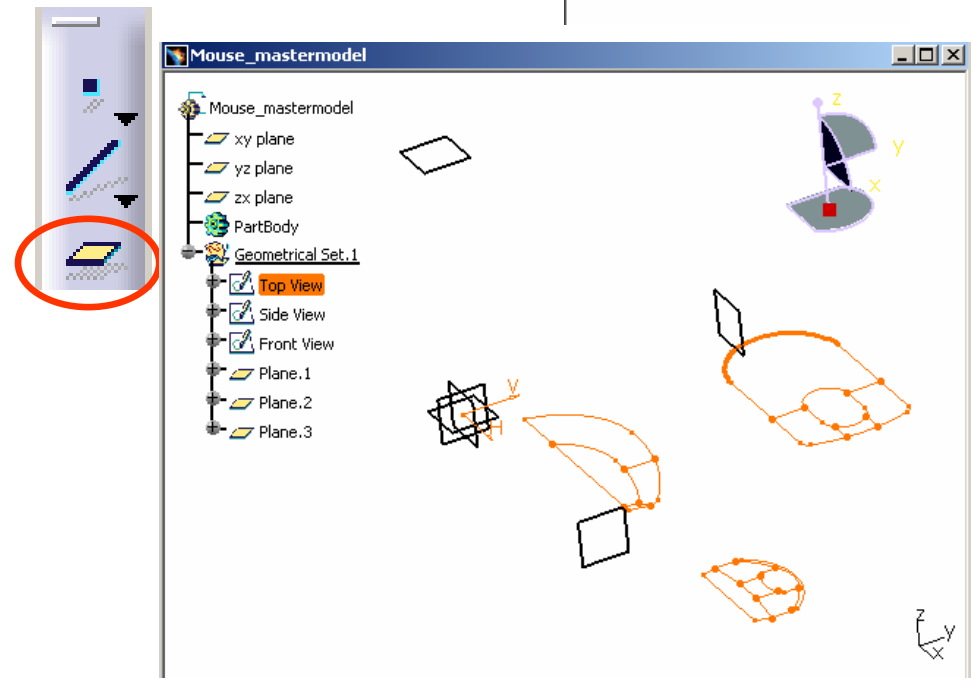 Mouse_mastermodel
Mouse_mastermodel
xy plane
yz plane
zx plane
PartBody
Geometrical Set.1
Top View
Side View
Front View
Plane.1
Plane.2
Plane.3
z
y
x
V
H
z
y
x